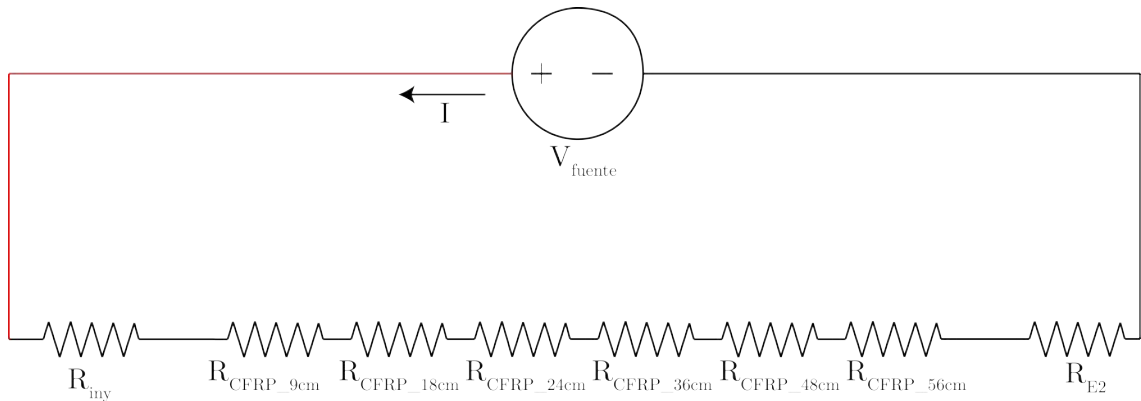 + −
I
V_fuente
R_iny
R_CFRP_9cm
R_CFRP_18cm
R_CFRP_24cm
R_CFRP_36cm
R_CFRP_48cm
R_CFRP_56cm
R_E2